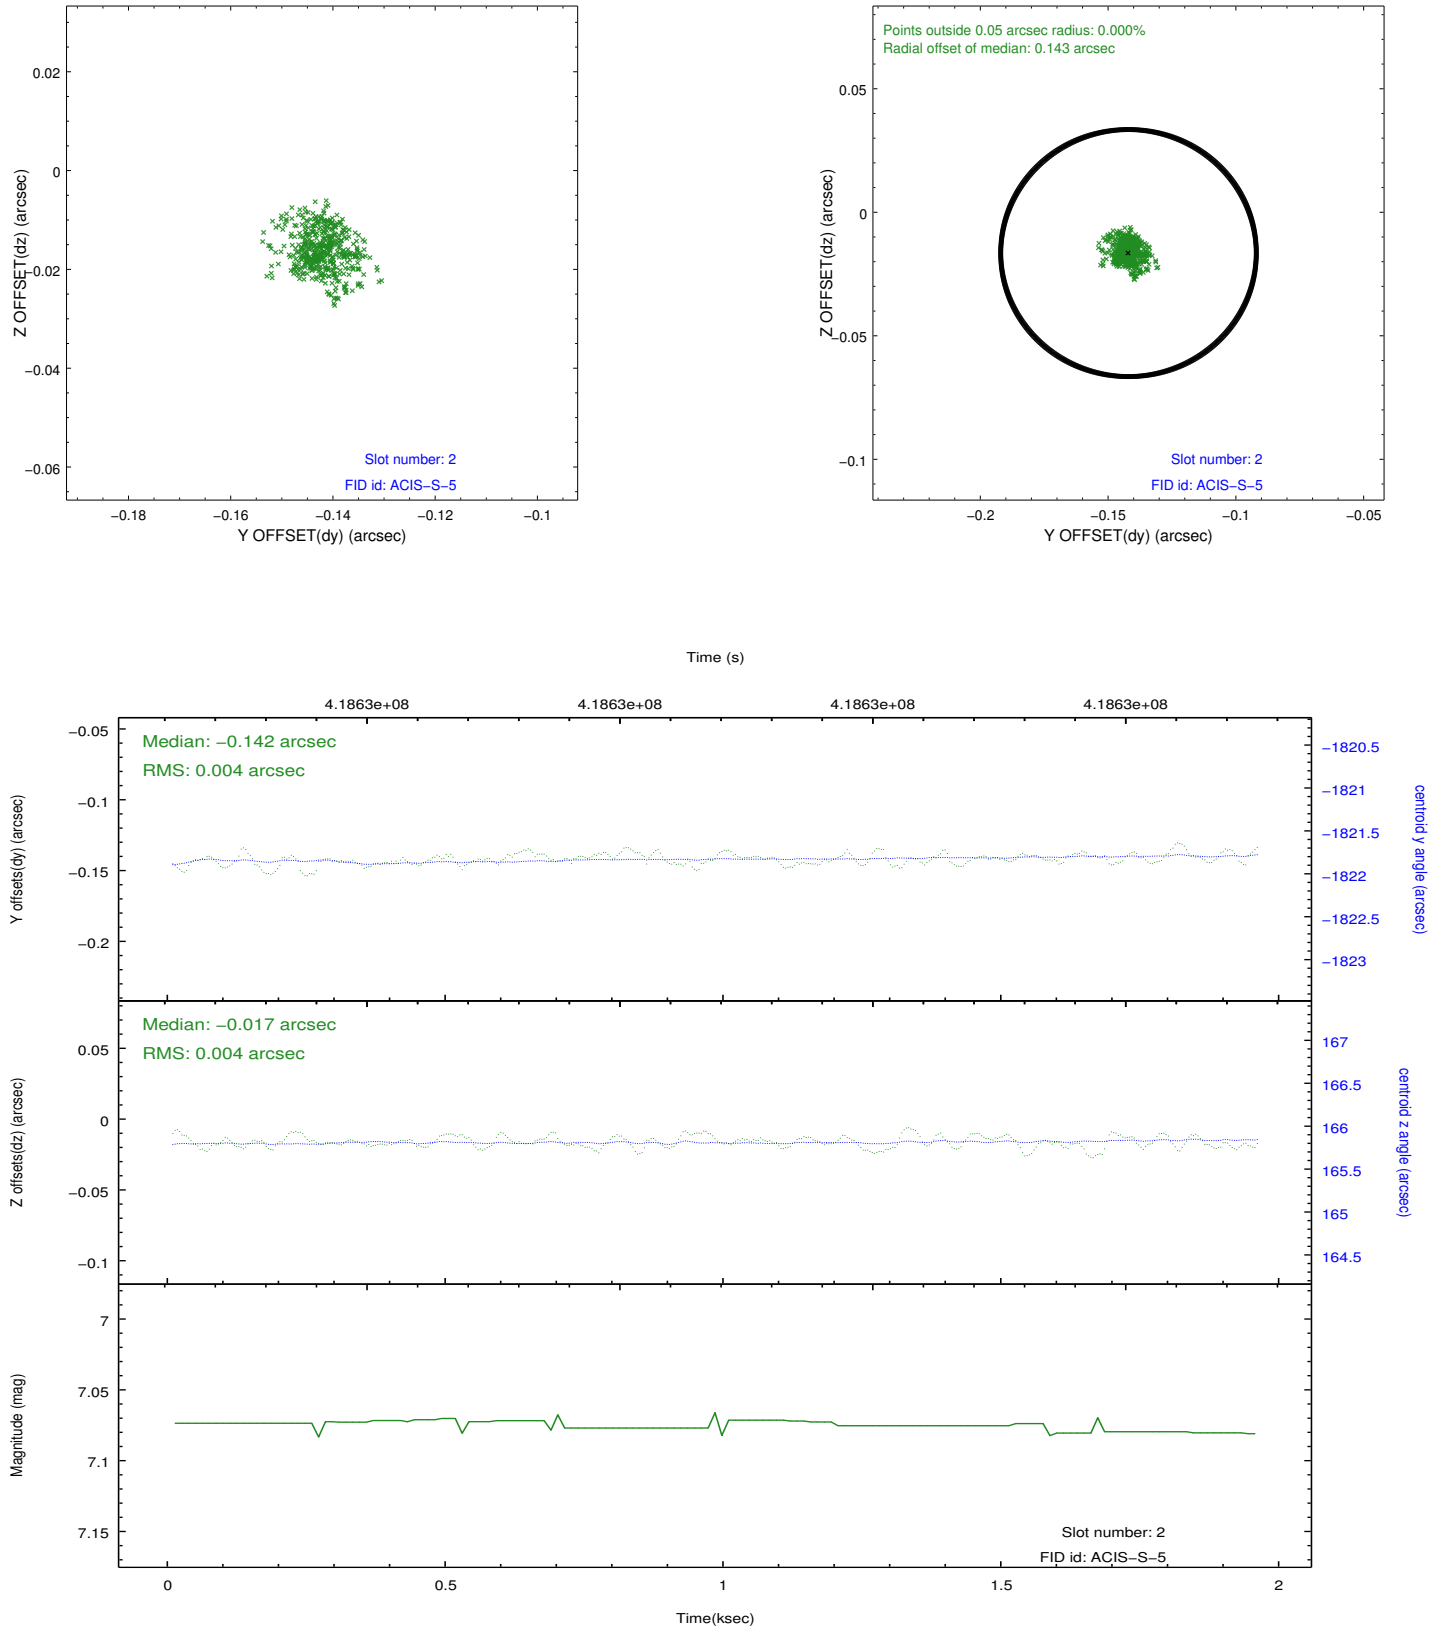 0.02
0
−0.02
−0.04
−0.06
Z OFFSET(dz) (arcsec)
Slot number: 2
FID id: ACIS−S−5
−0.18
−0.16
−0.14
−0.12
−0.1
Y OFFSET(dy) (arcsec)
Points outside 0.05 arcsec radius: 0.000%
Radial offset of median: 0.143 arcsec
0.05
0
−0.05
−0.1
Z OFFSET(dz) (arcsec)
Slot number: 2
FID id: ACIS−S−5
−0.2
−0.15
−0.1
−0.05
Y OFFSET(dy) (arcsec)
Time (s)
4.1863e+08
4.1863e+08
4.1863e+08
4.1863e+08
Median: −0.142 arcsec
RMS: 0.004 arcsec
−0.05
−0.1
−0.15
−0.2
Y offsets(dy) (arcsec)
−1820.5
−1821
−1821.5
−1822
−1822.5
−1823
centroid y angle (arcsec)
Median: −0.017 arcsec
RMS: 0.004 arcsec
0.05
0
−0.05
−0.1
Z offsets(dz) (arcsec)
167
166.5
166
165.5
165
164.5
centroid z angle (arcsec)
7
7.05
7.1
7.15
Magnitude (mag)
Slot number: 2
FID id: ACIS−S−5
0
0.5
1
1.5
2
Time(ksec)